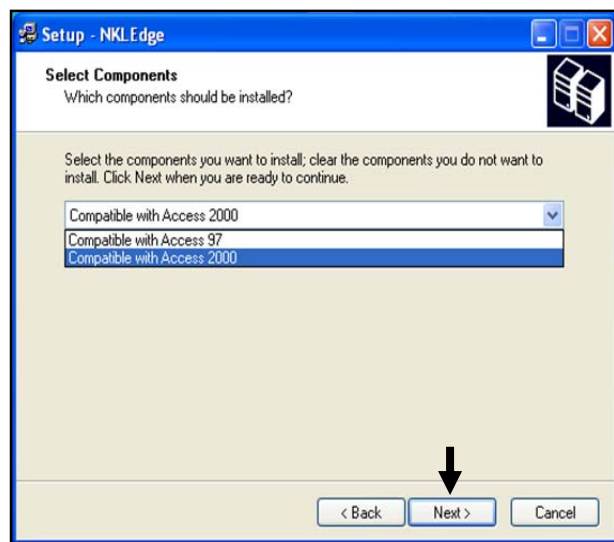 Setup - NKLEdge
Select Components
Which components should be installed?
Select the components you want to install; clear the components you do not want to
install. Click Next when you are ready to continue.
Compatible with Access 2000
Compatible with Access 97
Compatible with Access 2000
< Back Next > Cancel